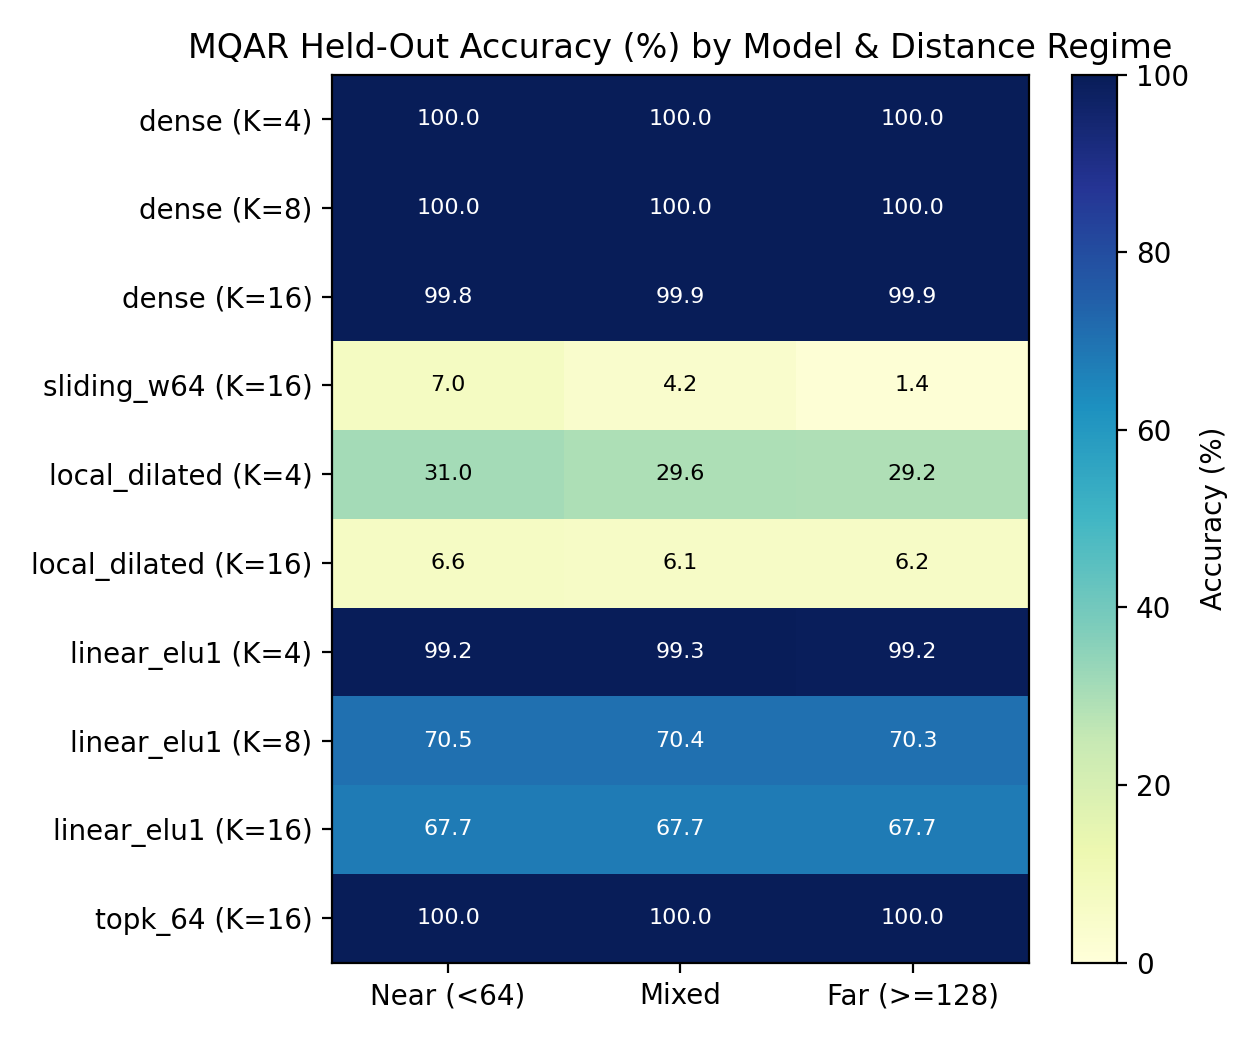 MQAR Held-Out Accuracy (%) by Model & Distance Regime
dense (K=4) 100.0 100.0 100.0
dense (K=8) 100.0 100.0 100.0
dense (K=16) 99.8 99.9 99.9
sliding_w64 (K=16) 7.0 4.2 1.4
local_dilated (K=4) 31.0 29.6 29.2
local_dilated (K=16) 6.6 6.1 6.2
linear_elu1 (K=4) 99.2 99.3 99.2
linear_elu1 (K=8) 70.5 70.4 70.3
linear_elu1 (K=16) 67.7 67.7 67.7
topk_64 (K=16) 100.0 100.0 100.0
Near (<64) Mixed Far (>=128)
100
80
60
40
20
0
Accuracy (%)